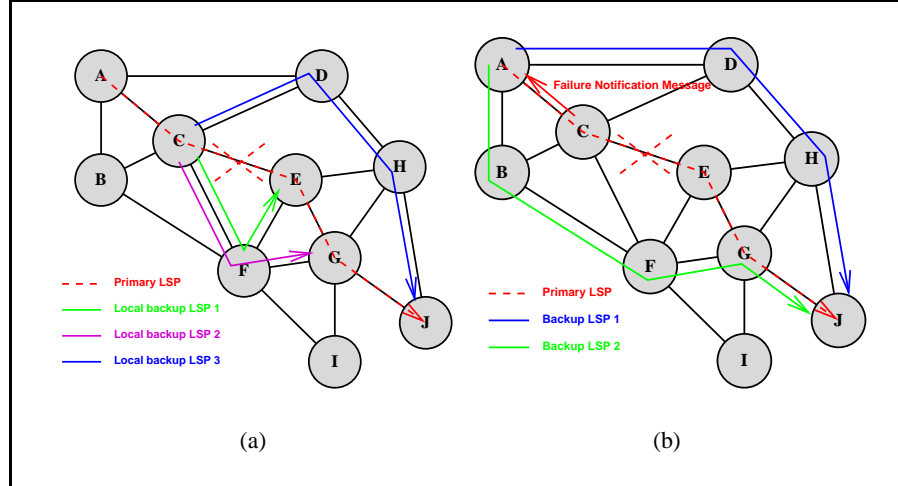 A
D
C
B
E
H
F
G
J
I
Primary LSP
Local backup LSP 1
Local backup LSP 2
Local backup LSP 3
(a)
A
D
Failure Notification Message
C
B
E
H
F
G
J
I
Primary LSP
Backup LSP 1
Backup LSP 2
(b)